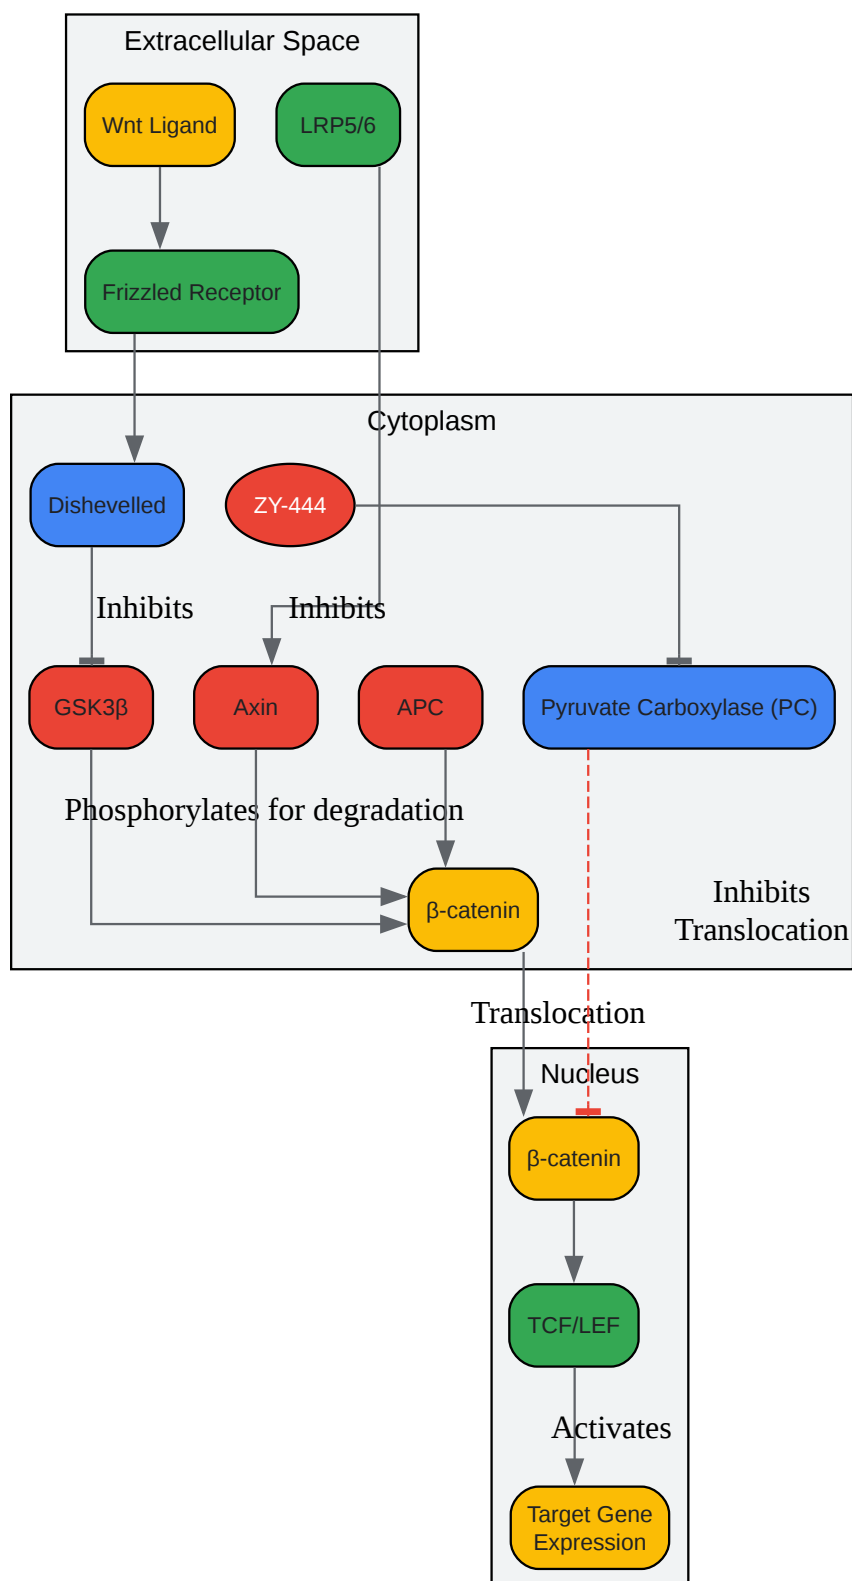 Extracellular Space
Wnt Ligand
LRP5/6
Frizzled Receptor
Cytoplasm
Dishevelled
ZY-444
Inhibits
Inhibits
GSK3β
Axin
APC
Pyruvate Carboxylase (PC)
Phosphorylates for degradation
β-catenin
Inhibits
Translocation
Translocation
Nucleus
β-catenin
TCF/LEF
Activates
Target Gene
Expression